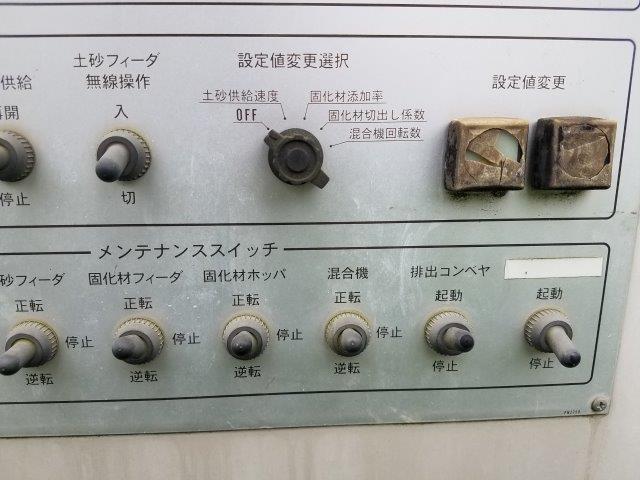 土砂フィーダ
無線操作
入
切
供給
再開
停止
設定値変更選択
土砂供給速度
OFF
固化材添加率
固化材切出し係数
混合機回転数
設定値変更
メンテナンススイッチ
砂フィーダ
正転
停止
逆転
固化材フィーダ
正転
停止
逆転
固化材ホッパ
正転
停止
逆転
混合機
正転
停止
逆転
排出コンベヤ
起動
停止
起動
停止